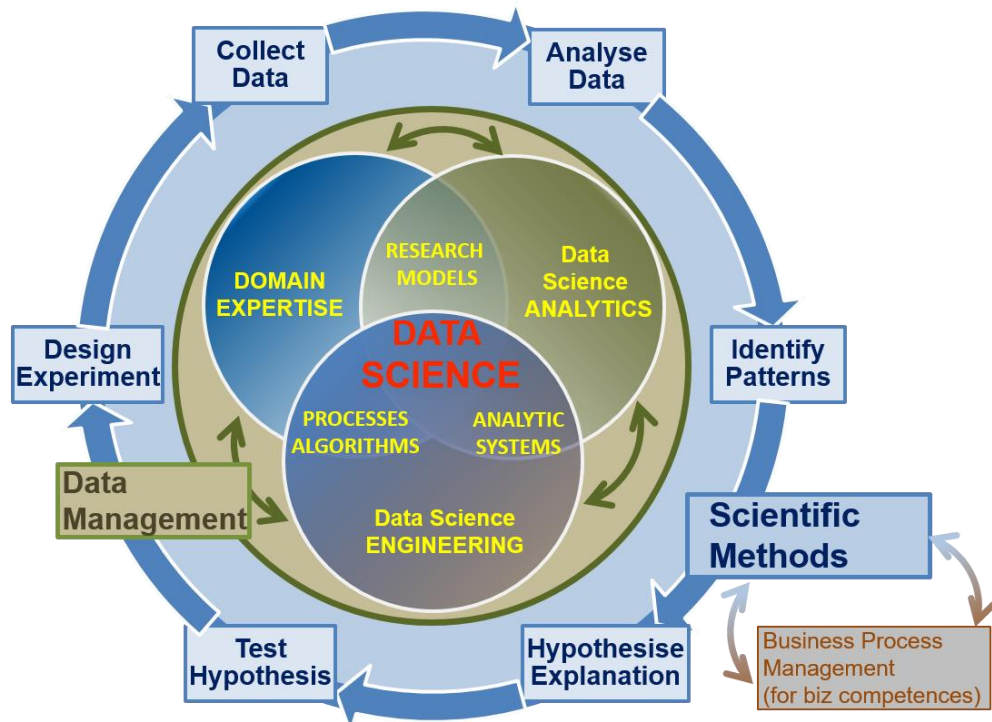 Collect
Data
Analyse
Data
RESEARCH
MODELS
Data
Science
ANALYTICS
DOMAIN
EXPERTISE
DATA
SCIENCE
Design
Experiment
Identify
Patterns
PROCESSES
ALGORITHMS
ANALYTIC
SYSTEMS
Data
Management
Data Science
ENGINEERING
Scientific
Methods
Test
Hypothesis
Hypothesise
Explanation
Business Process
Management
(for biz competences)